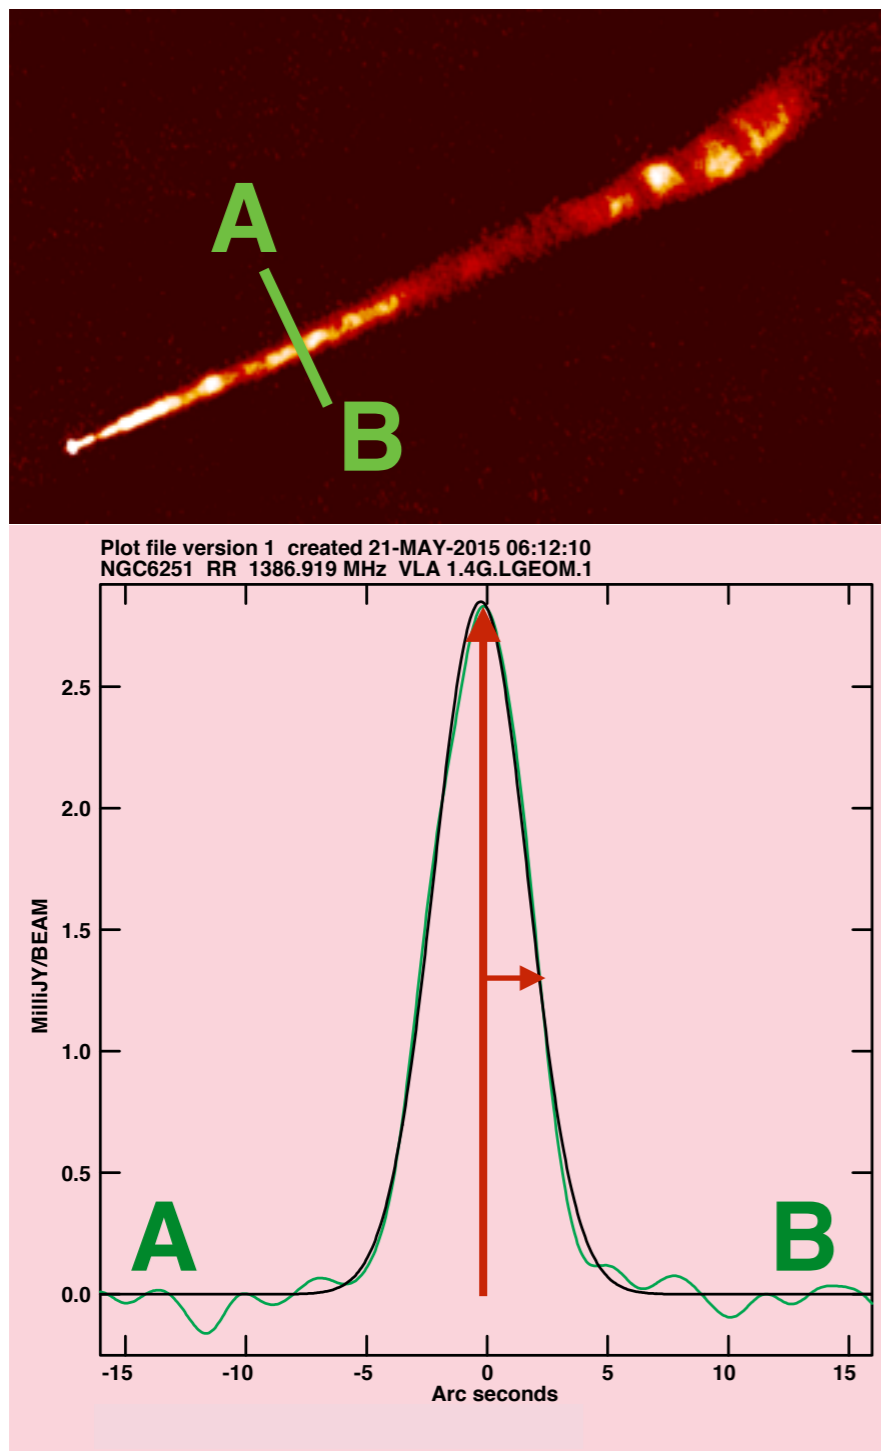 A
B
Plot file version 1 created 21-MAY-2015 06:12:10
NGC6251 RR 1386.919 MHz VLA 1.4G.LGEOM.1
2.5
2.0
1.5
1.0
0.5
0.0
MilliJY/BEAM
A
B
-15 -10 -5 0 5 10 15
Arc seconds